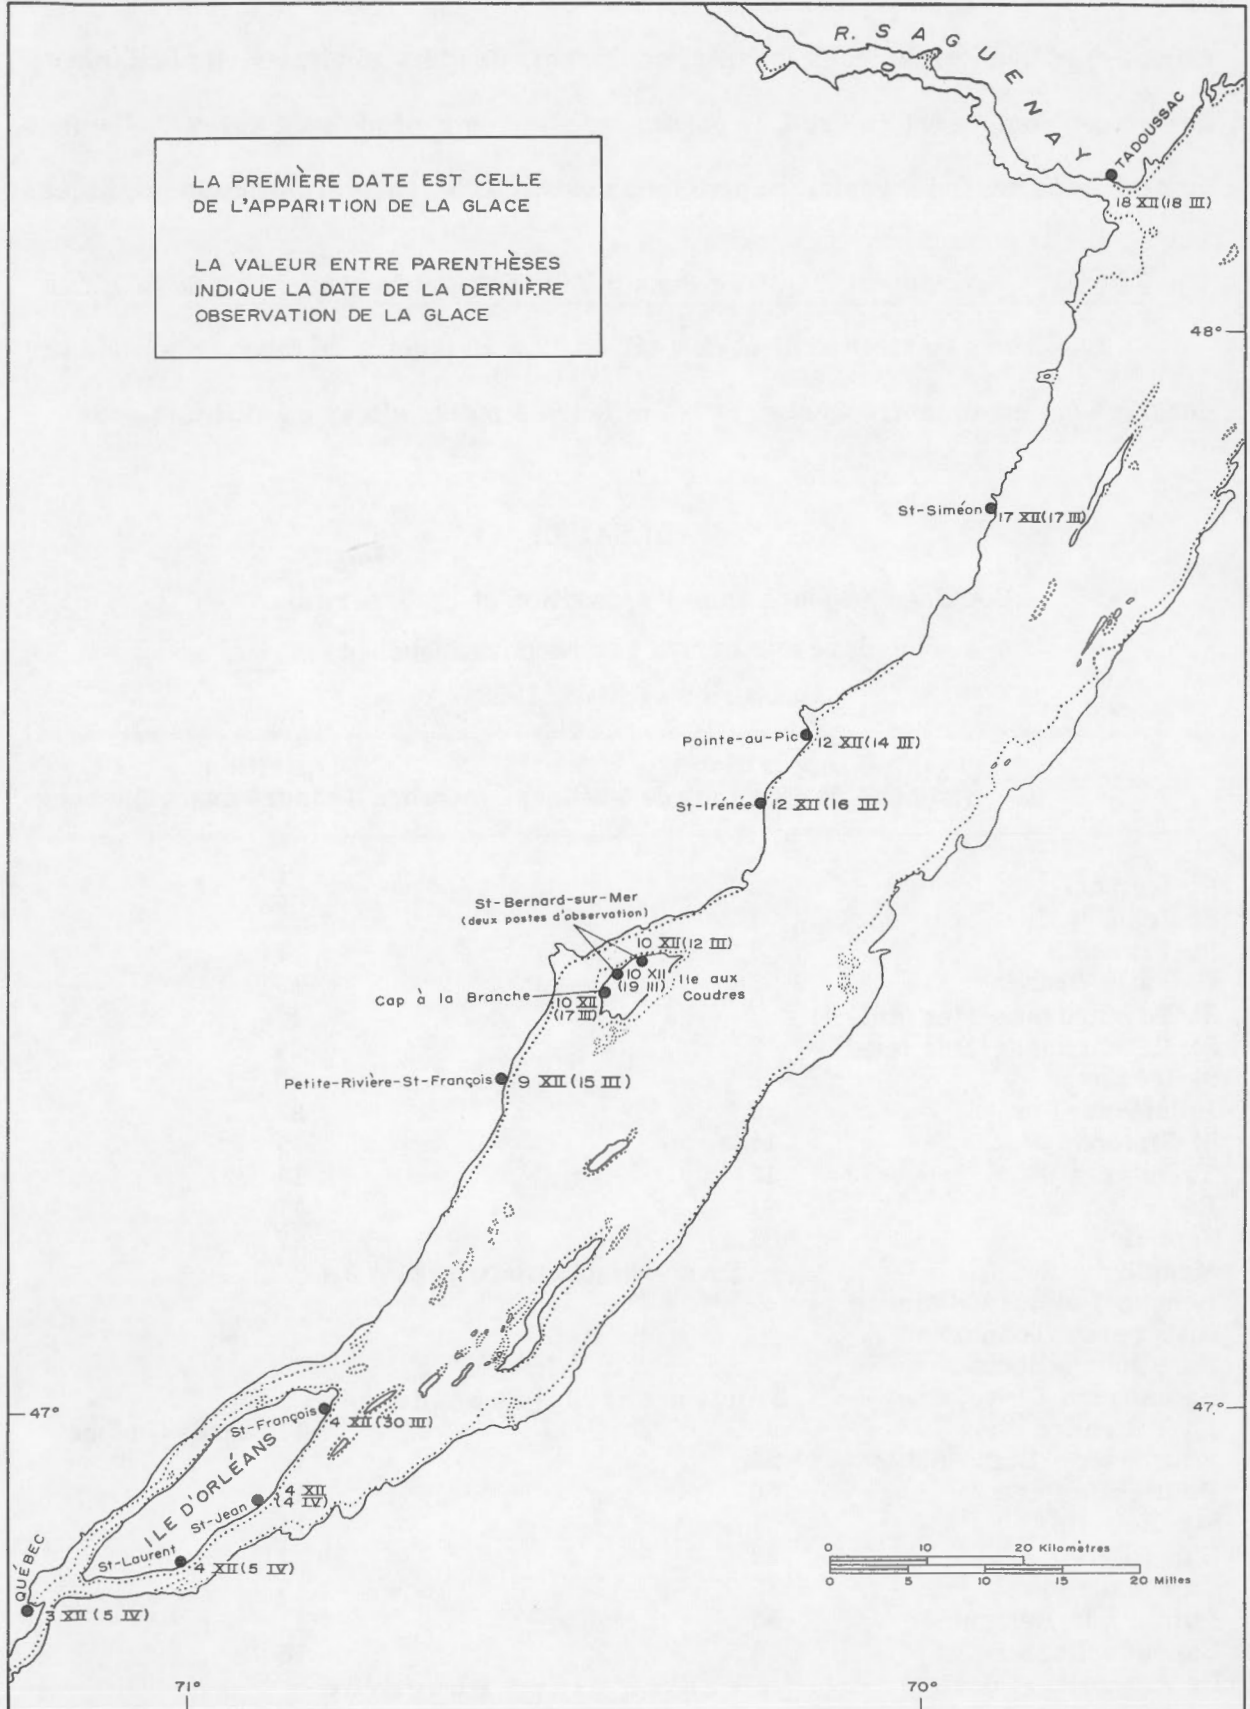 R. SAGUENAY
TADOUSSAC
18 XII (18 III)
LA PREMIÈRE DATE EST CELLE
DE L'APPARITION DE LA GLACE
LA VALEUR ENTRE PARENTHÈSES
INDIQUE LA DATE DE LA DERNIÈRE
OBSERVATION DE LA GLACE
48°
St-Siméon
17 XII (17 III)
Pointe-au-Pic
12 XII (14 III)
St-Irénée
12 XII (16 III)
St-Bernard-sur-Mer
(deux postes d'observation)
10 XII (12 III)
10 XII
(19 III)
Ile aux
Coudres
Cap à la Branche
10 XII
(17 III)
Petite-Rivière-St-François
9 XII (15 III)
47°
47°
St-François
4 XII (30 III)
ILE D'ORLÉANS
St-Jean
4 XII
(4 IV)
St-Laurent
4 XII (5 IV)
QUÉBEC
3 XII (5 IV)
0 10 20 Kilomètres
0 5 10 15 20 Milles
71°
70°